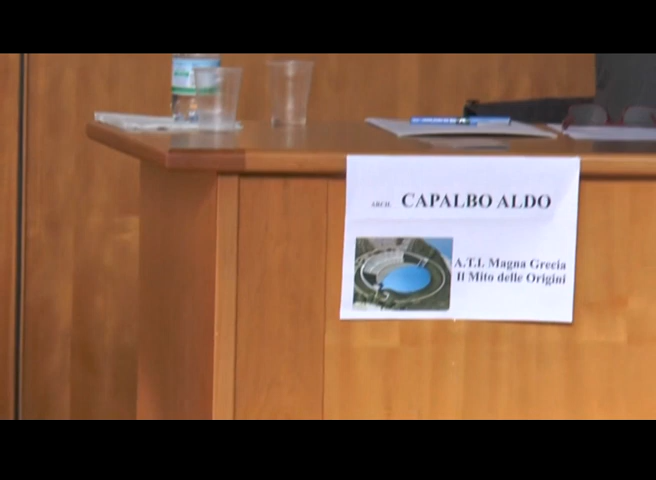 ARCH. CAPALBO ALDO
A.T.I. Magna Grecia
Il Mito delle Origini